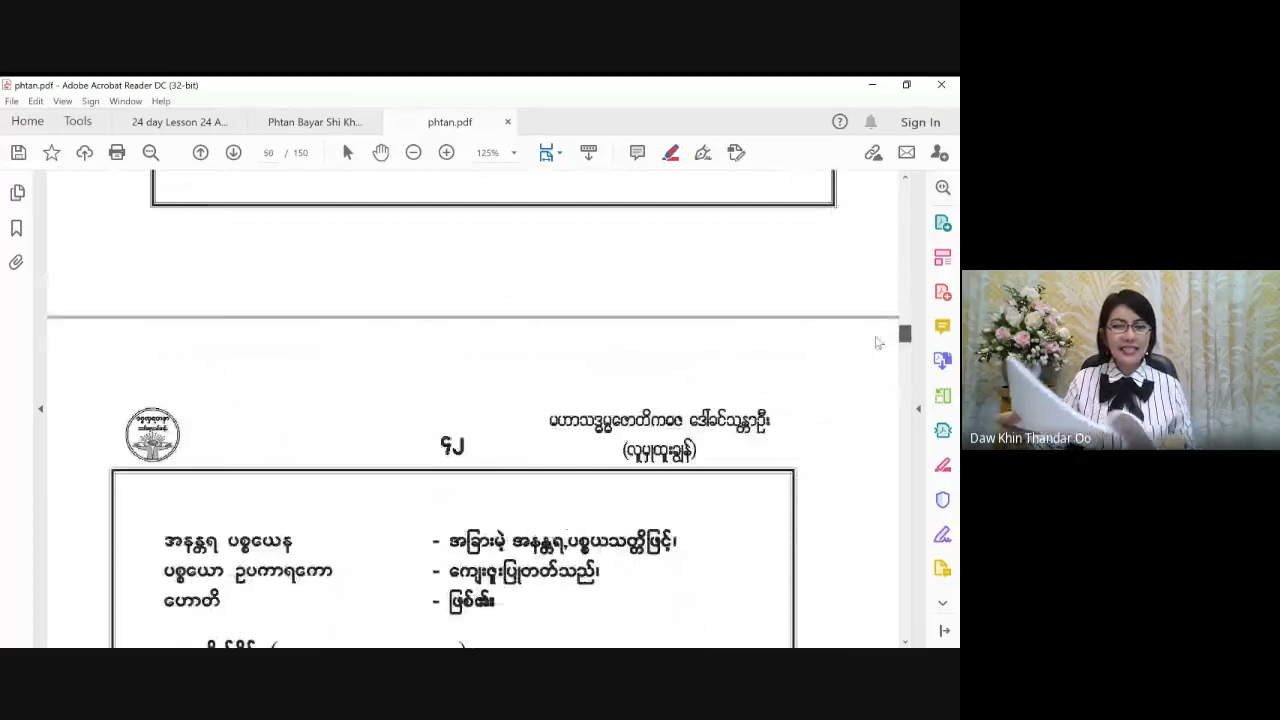 phtan.pdf - Adobe Acrobat Reader DC (32-bit)
File Edit View Sign Window Help
Home Tools 24 day Lesson 24 A... Phtan Bayar Shi Kh... phtan.pdf × Sign In
98 / 150 125%
မဟာသဒ္ဓမ္မဇောတိကဓဇ ဒေါ်ခင်သန္တာဦး
၄၂
(လူပျိုထူးချွန်)
အနန္တရ ပစ္စယေန - အခြားမဲ့ အနန္တရ,ပစ္စယသတ္တိဖြင့်၊
ပစ္စယော ဥပကာရကော - ကျေးဇူးပြုတတ်သည်၊
ဟောတိ - ဖြစ်၏။
Daw Khin Thandar Oo